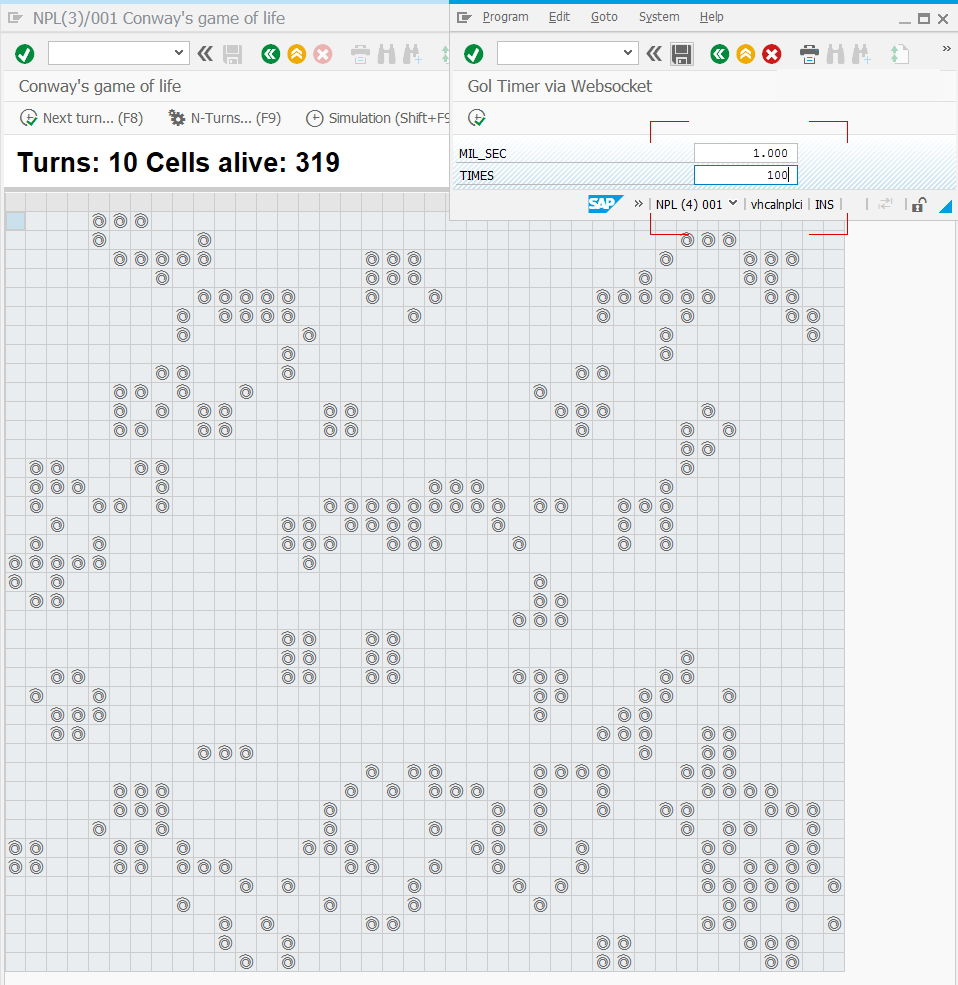 NPL(3)/001 Conway's game of life
Conway's game of life
Next turn... (F8) N-Turns... (F9) Simulation (Shift+F9
Turns: 10 Cells alive: 319
Program Edit Goto System Help
Gol Timer via Websocket
MIL_SEC 1.000
TIMES 100
SAP » NPL (4) 001 vhcalnplci INS